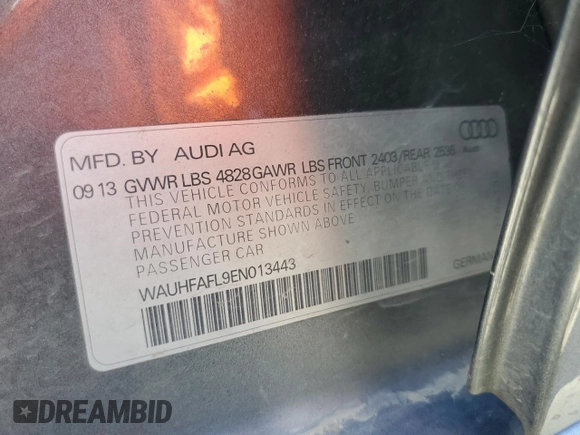 MFD. BY AUDI AG
09 13 GVWR LBS 4828 GAWR LBS FRONT 2403/REAR Audi
THIS VEHICLE CONFORMS TO ALL APPLICABLE
FEDERAL MOTOR VEHICLE SAFETY, BUMPER
PREVENTION STANDARDS IN EFFECT ON THE DATE
MANUFACTURE SHOWN ABOVE
PASSENGER CAR
WAUHFAFL9EN013443
GERMANY
DREAMBID